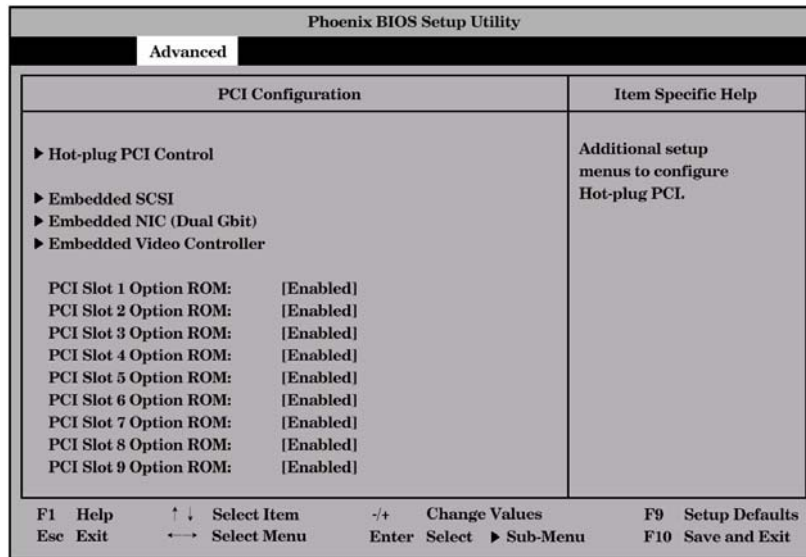 Phoenix BIOS Setup Utility
Advanced
PCI Configuration
Item Specific Help
▶ Hot-plug PCI Control
▶ Embedded SCSI
▶ Embedded NIC (Dual Gbit)
▶ Embedded Video Controller
PCI Slot 1 Option ROM: [Enabled]
PCI Slot 2 Option ROM: [Enabled]
PCI Slot 3 Option ROM: [Enabled]
PCI Slot 4 Option ROM: [Enabled]
PCI Slot 5 Option ROM: [Enabled]
PCI Slot 6 Option ROM: [Enabled]
PCI Slot 7 Option ROM: [Enabled]
PCI Slot 8 Option ROM: [Enabled]
PCI Slot 9 Option ROM: [Enabled]
Additional setup
menus to configure
Hot-plug PCI.
F1 Help ↑ ↓ Select Item -/+ Change Values F9 Setup Defaults
Esc Exit ←→ Select Menu Enter Select ▶ Sub-Menu F10 Save and Exit